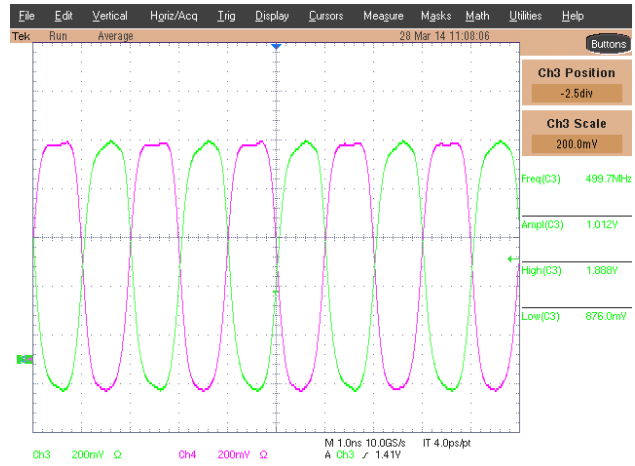 File Edit Vertical Horiz/Acq Trig Display Cursors Measure Masks Math Utilities Help
Tek Run Average 28 Mar 14 11:08:06
Buttons
Ch3 Position
-2.5div
Ch3 Scale
200.0mV
Freq(C3) 499.7MHz
Ampl(C3) 1.012V
High(C3) 1.888V
Low(C3) 876.0mV
M 1.0ns 10.0GS/s IT 4.0ps/pt
Ch3 200mV Ω Ch4 200mV Ω A Ch3 ⁄ 1.41V